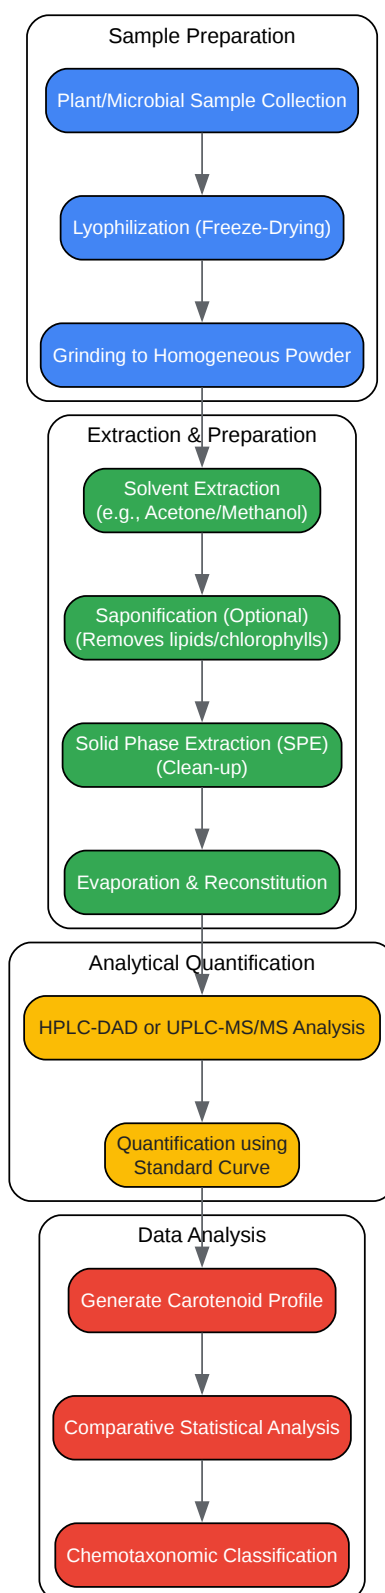 Sample Preparation
Plant/Microbial Sample Collection
Lyophilization (Freeze-Drying)
Grinding to Homogeneous Powder
Extraction & Preparation
Solvent Extraction
(e.g., Acetone/Methanol)
Saponification (Optional)
(Removes lipids/chlorophylls)
Solid Phase Extraction (SPE)
(Clean-up)
Evaporation & Reconstitution
Analytical Quantification
HPLC-DAD or UPLC-MS/MS Analysis
Quantification using
Standard Curve
Data Analysis
Generate Carotenoid Profile
Comparative Statistical Analysis
Chemotaxonomic Classification